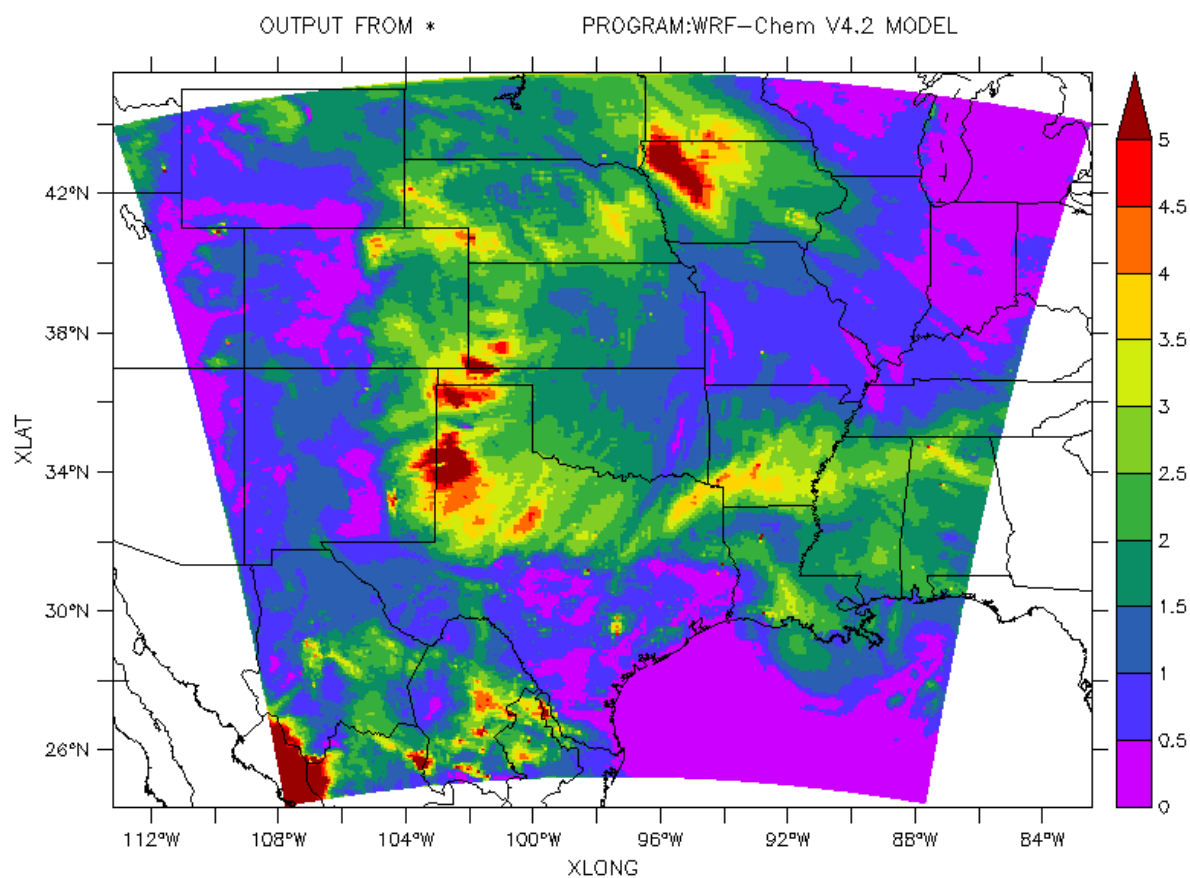 OUTPUT FROM * PROGRAM:WRF-Chem V4.2 MODEL
5
4.5
42°N
4
3.5
38°N
3
XLAT
2.5
34°N
2
1.5
30°N
1
26°N
0.5
0
112°W 108°W 104°W 100°W 96°W 92°W 88°W 84°W
XLONG